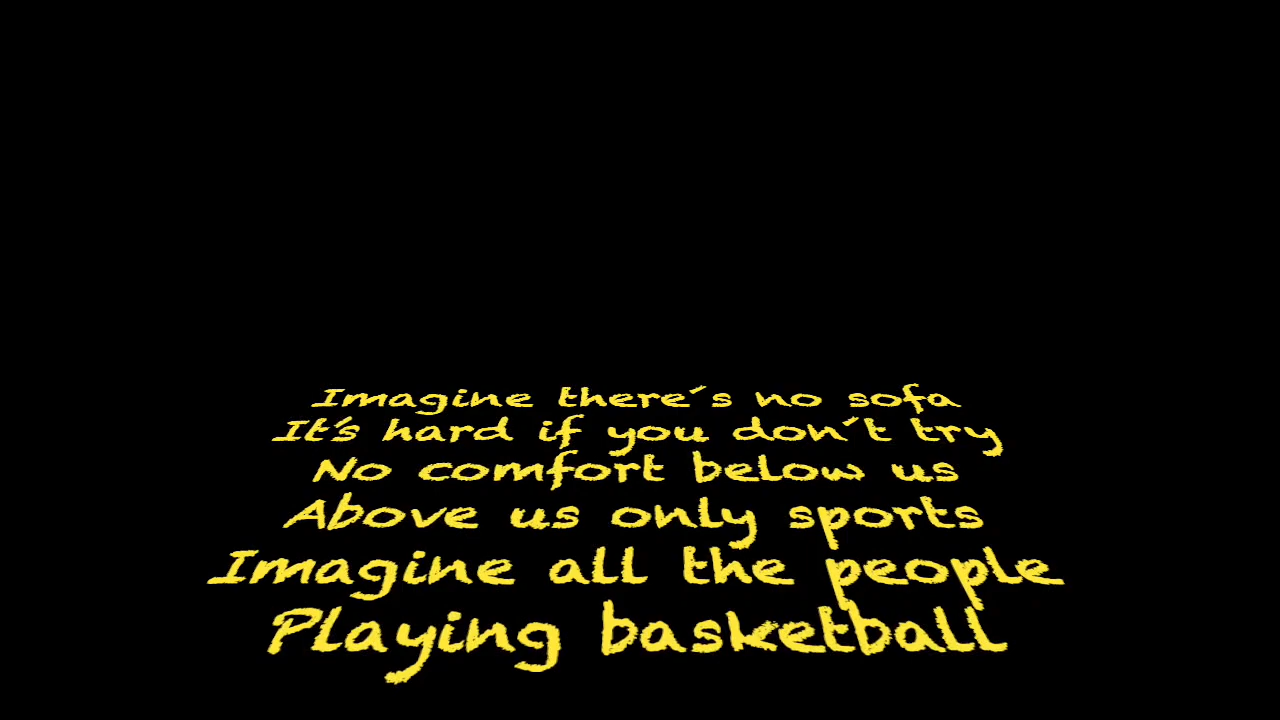 Imagine there´s no sofa
It´s hard if you don´t try
No comfort below us
Above us only sports
Imagine all the people
Playing basketball